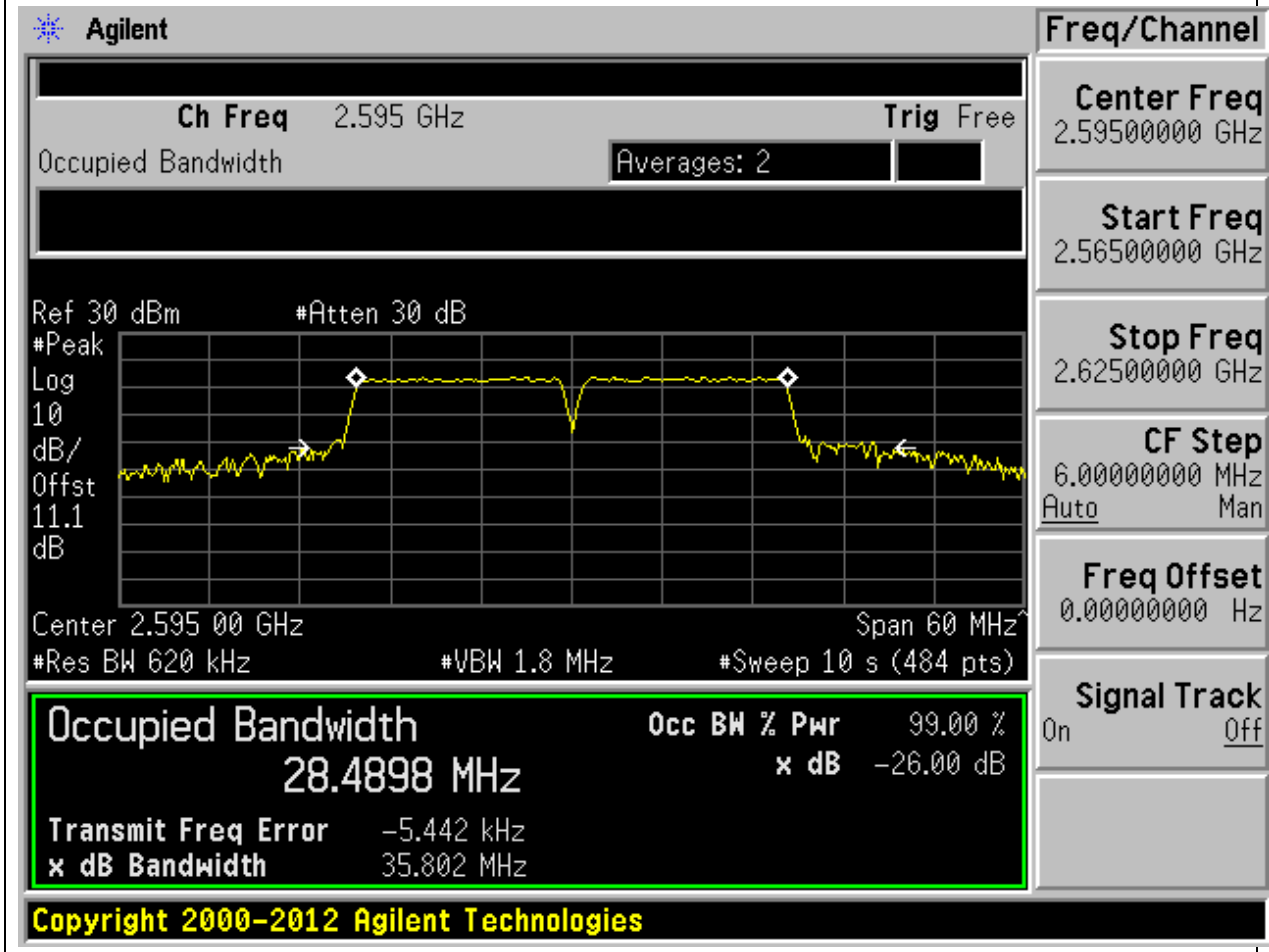 Agilent
Freq/Channel
Ch Freq 2.595 GHz Trig Free
Occupied Bandwidth Averages: 2
Center Freq
2.59500000 GHz
Start Freq
2.56500000 GHz
Stop Freq
2.62500000 GHz
CF Step
6.00000000 MHz
Auto Man
Freq Offset
0.00000000 Hz
Signal Track
On Off
Ref 30 dBm #Atten 30 dB
#Peak
Log
10
dB/
Offst
11.1
dB
Center 2.595 00 GHz Span 60 MHz^
#Res BW 620 kHz #VBW 1.8 MHz #Sweep 10 s (484 pts)
Occupied Bandwidth
28.4898 MHz
Occ BW % Pwr 99.00 %
x dB -26.00 dB
Transmit Freq Error -5.442 kHz
x dB Bandwidth 35.802 MHz
Copyright 2000-2012 Agilent Technologies